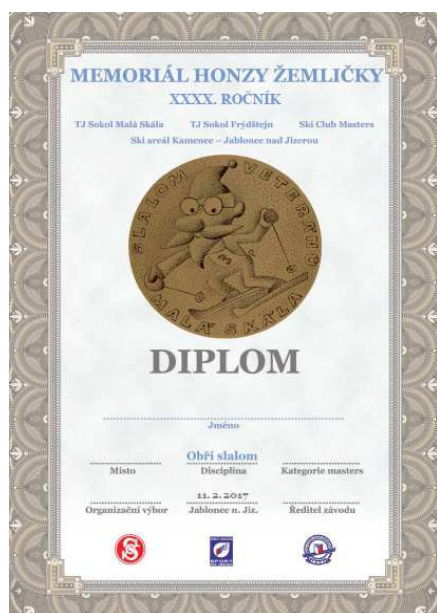 MEMORIÁL HONZY ŽEMLIČKY
XXXX. ROČNÍK
TJ Sokol Malá Skála TJ Sokol Frýdštejn Ski Club Masters
Ski areál Kamenec – Jablonec nad Jizerou
SLALOM VETERÁNŮ
MALÁ SKÁLA
DIPLOM
Jméno
Obří slalom
Místo Disciplína Kategorie masters
11. 2. 2017
Organizační výbor Jablonec n. Jiz. Ředitel závodu
SPORT